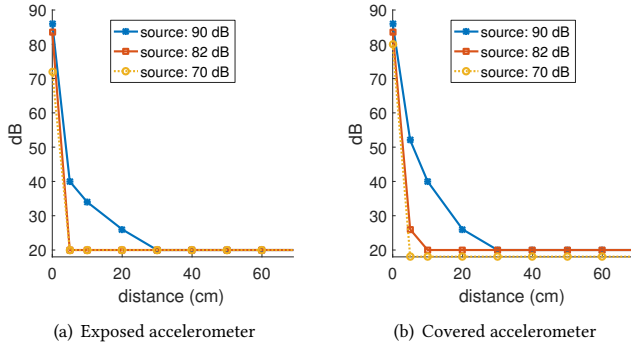 90
80
70
60
50
40
30
20
dB
0 20 40 60
distance (cm)
source: 90 dB
source: 82 dB
source: 70 dB
(a) Exposed accelerometer
90
80
70
60
50
40
30
20
dB
0 20 40 60
distance (cm)
source: 90 dB
source: 82 dB
source: 70 dB
(b) Covered accelerometer